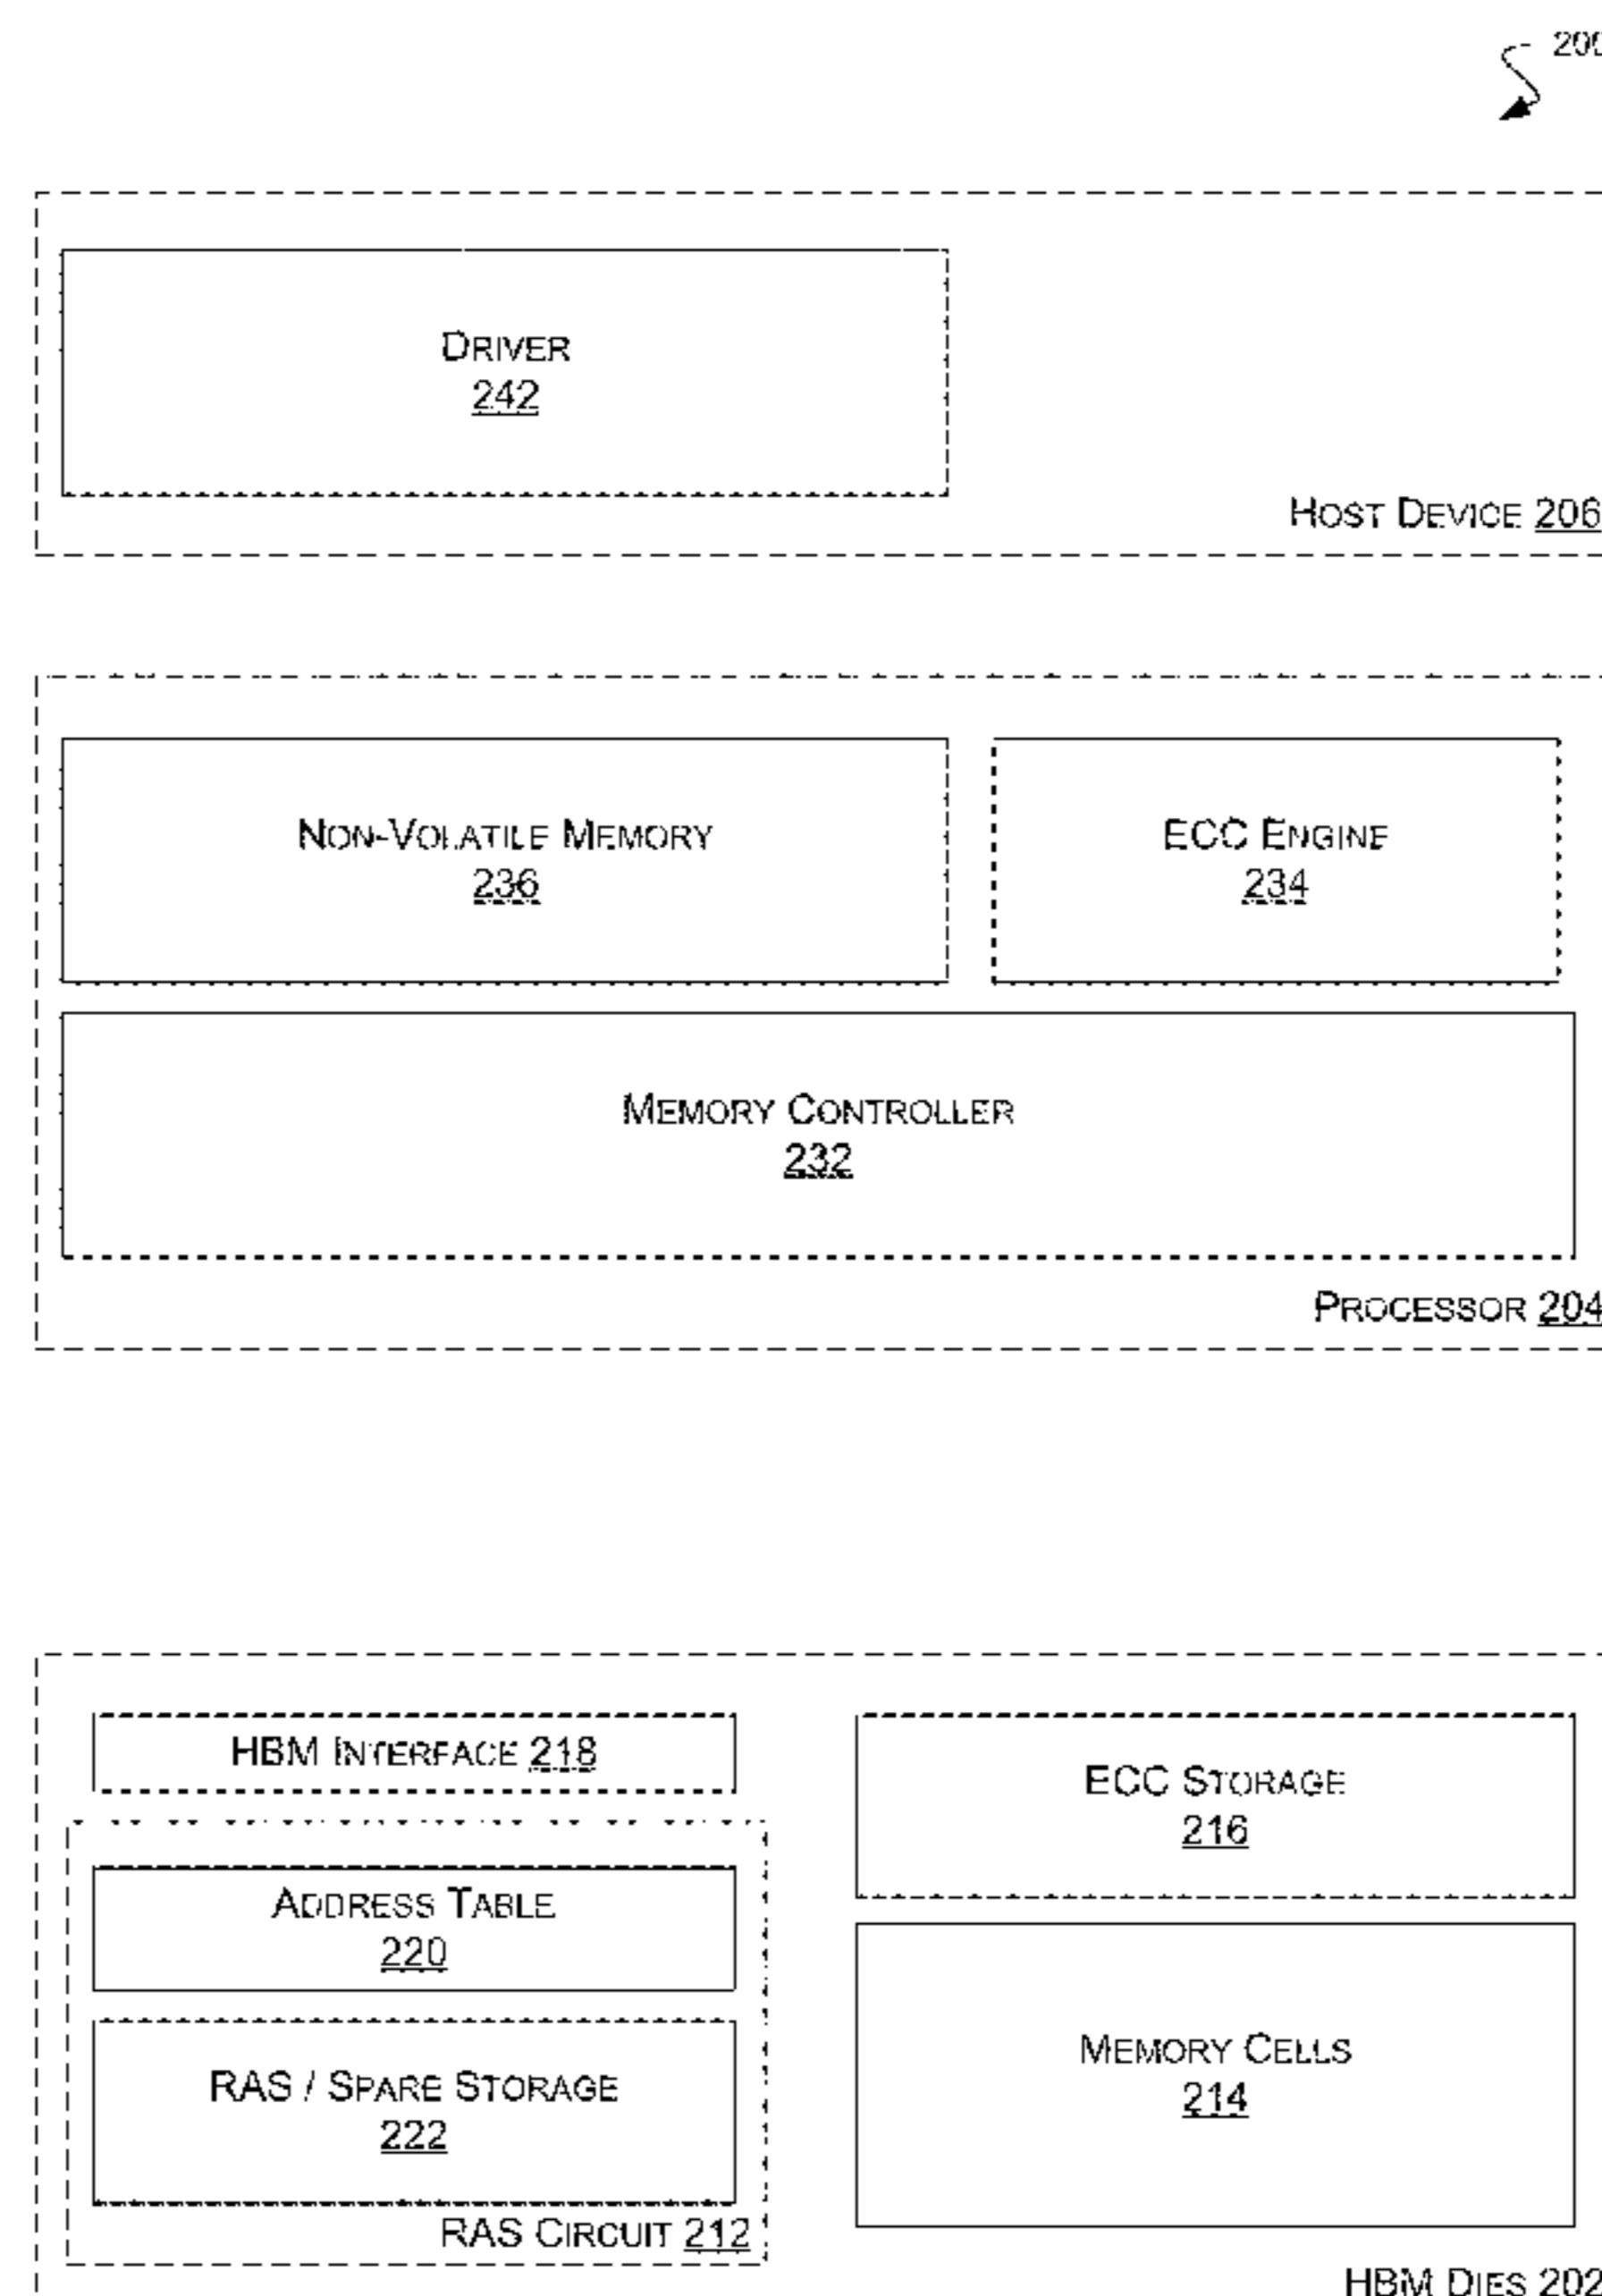 200
DRIVER
242
HOST DEVICE 206
NON-VOLATILE MEMORY
236
ECC ENGINE
234
MEMORY CONTROLLER
232
PROCESSOR 204
HBM INTERFACE 218
ADDRESS TABLE
220
RAS / SPARE STORAGE
222
RAS CIRCUIT 212
ECC STORAGE
216
MEMORY CELLS
214
HBM DIES 202